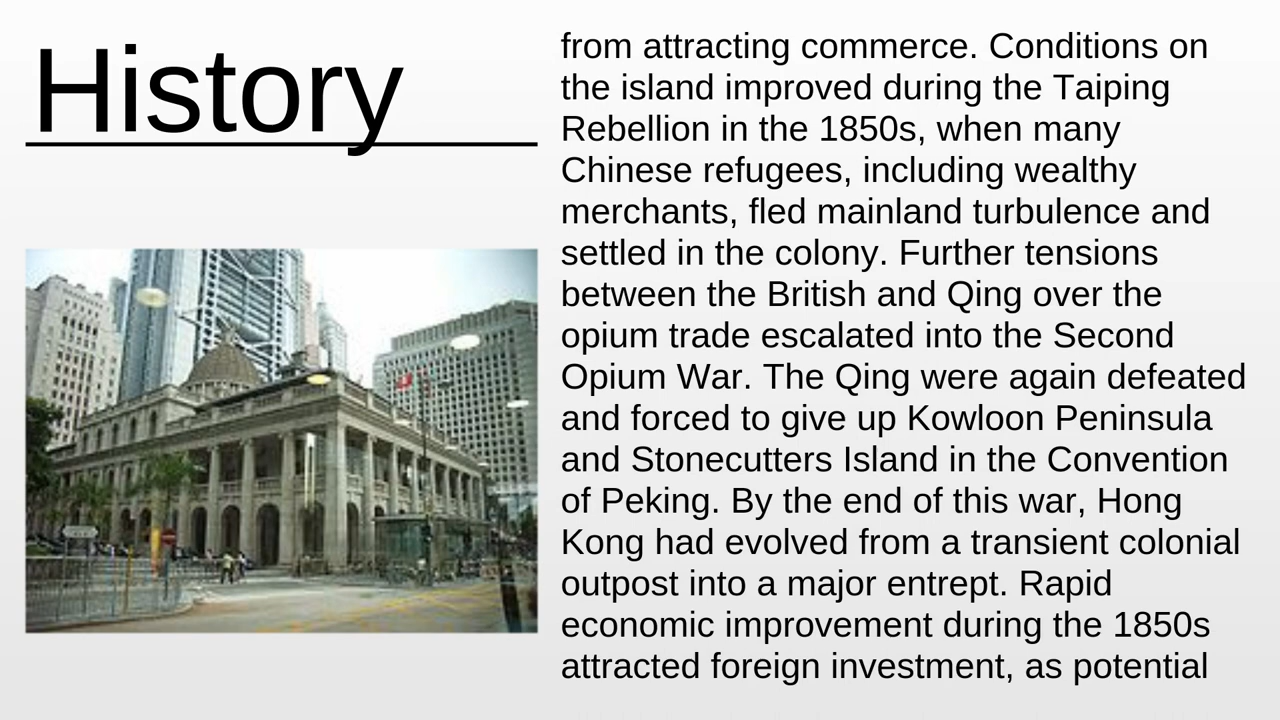 History
from attracting commerce. Conditions on
the island improved during the Taiping
Rebellion in the 1850s, when many
Chinese refugees, including wealthy
merchants, fled mainland turbulence and
settled in the colony. Further tensions
between the British and Qing over the
opium trade escalated into the Second
Opium War. The Qing were again defeated
and forced to give up Kowloon Peninsula
and Stonecutters Island in the Convention
of Peking. By the end of this war, Hong
Kong had evolved from a transient colonial
outpost into a major entrept. Rapid
economic improvement during the 1850s
attracted foreign investment, as potential